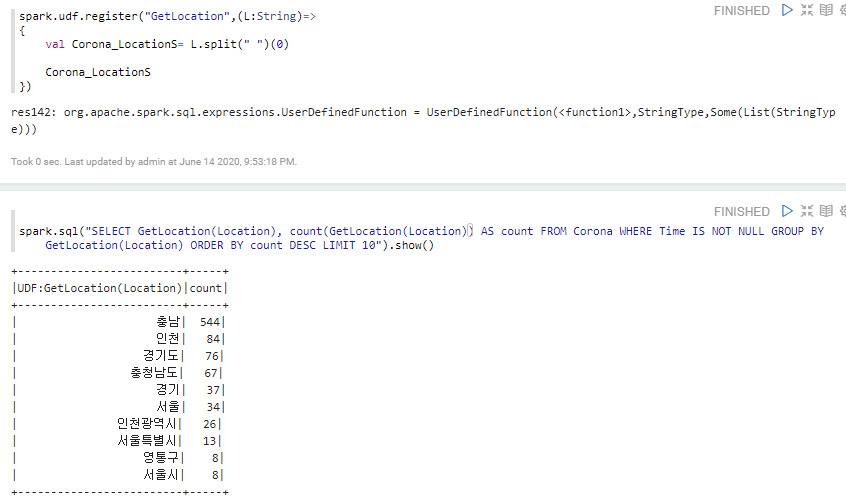 spark.udf.register("GetLocation",(L:String)=>
FINISHED
{
val Corona_LocationS= L.split(" ")(0)
Corona_LocationS
})
res142: org.apache.spark.sql.expressions.UserDefinedFunction = UserDefinedFunction(<function1>,StringType,Some(List(StringTyp
e)))
Took 0 sec. Last updated by admin at June 14 2020, 9:53:18 PM.
FINISHED
spark.sql("SELECT GetLocation(Location), count(GetLocation(Location)) AS count FROM Corona WHERE Time IS NOT NULL GROUP BY
GetLocation(Location) ORDER BY count DESC LIMIT 10").show()
+-------------------------+-----+
|UDF:GetLocation(Location)|count|
+-------------------------+-----+
| 충남| 544|
| 인천| 84|
| 경기도| 76|
| 충청남도| 67|
| 경기| 37|
| 서울| 34|
| 인천광역시| 26|
| 서울특별시| 13|
| 영통구| 8|
| 서울시| 8|
+-------------------------+-----+